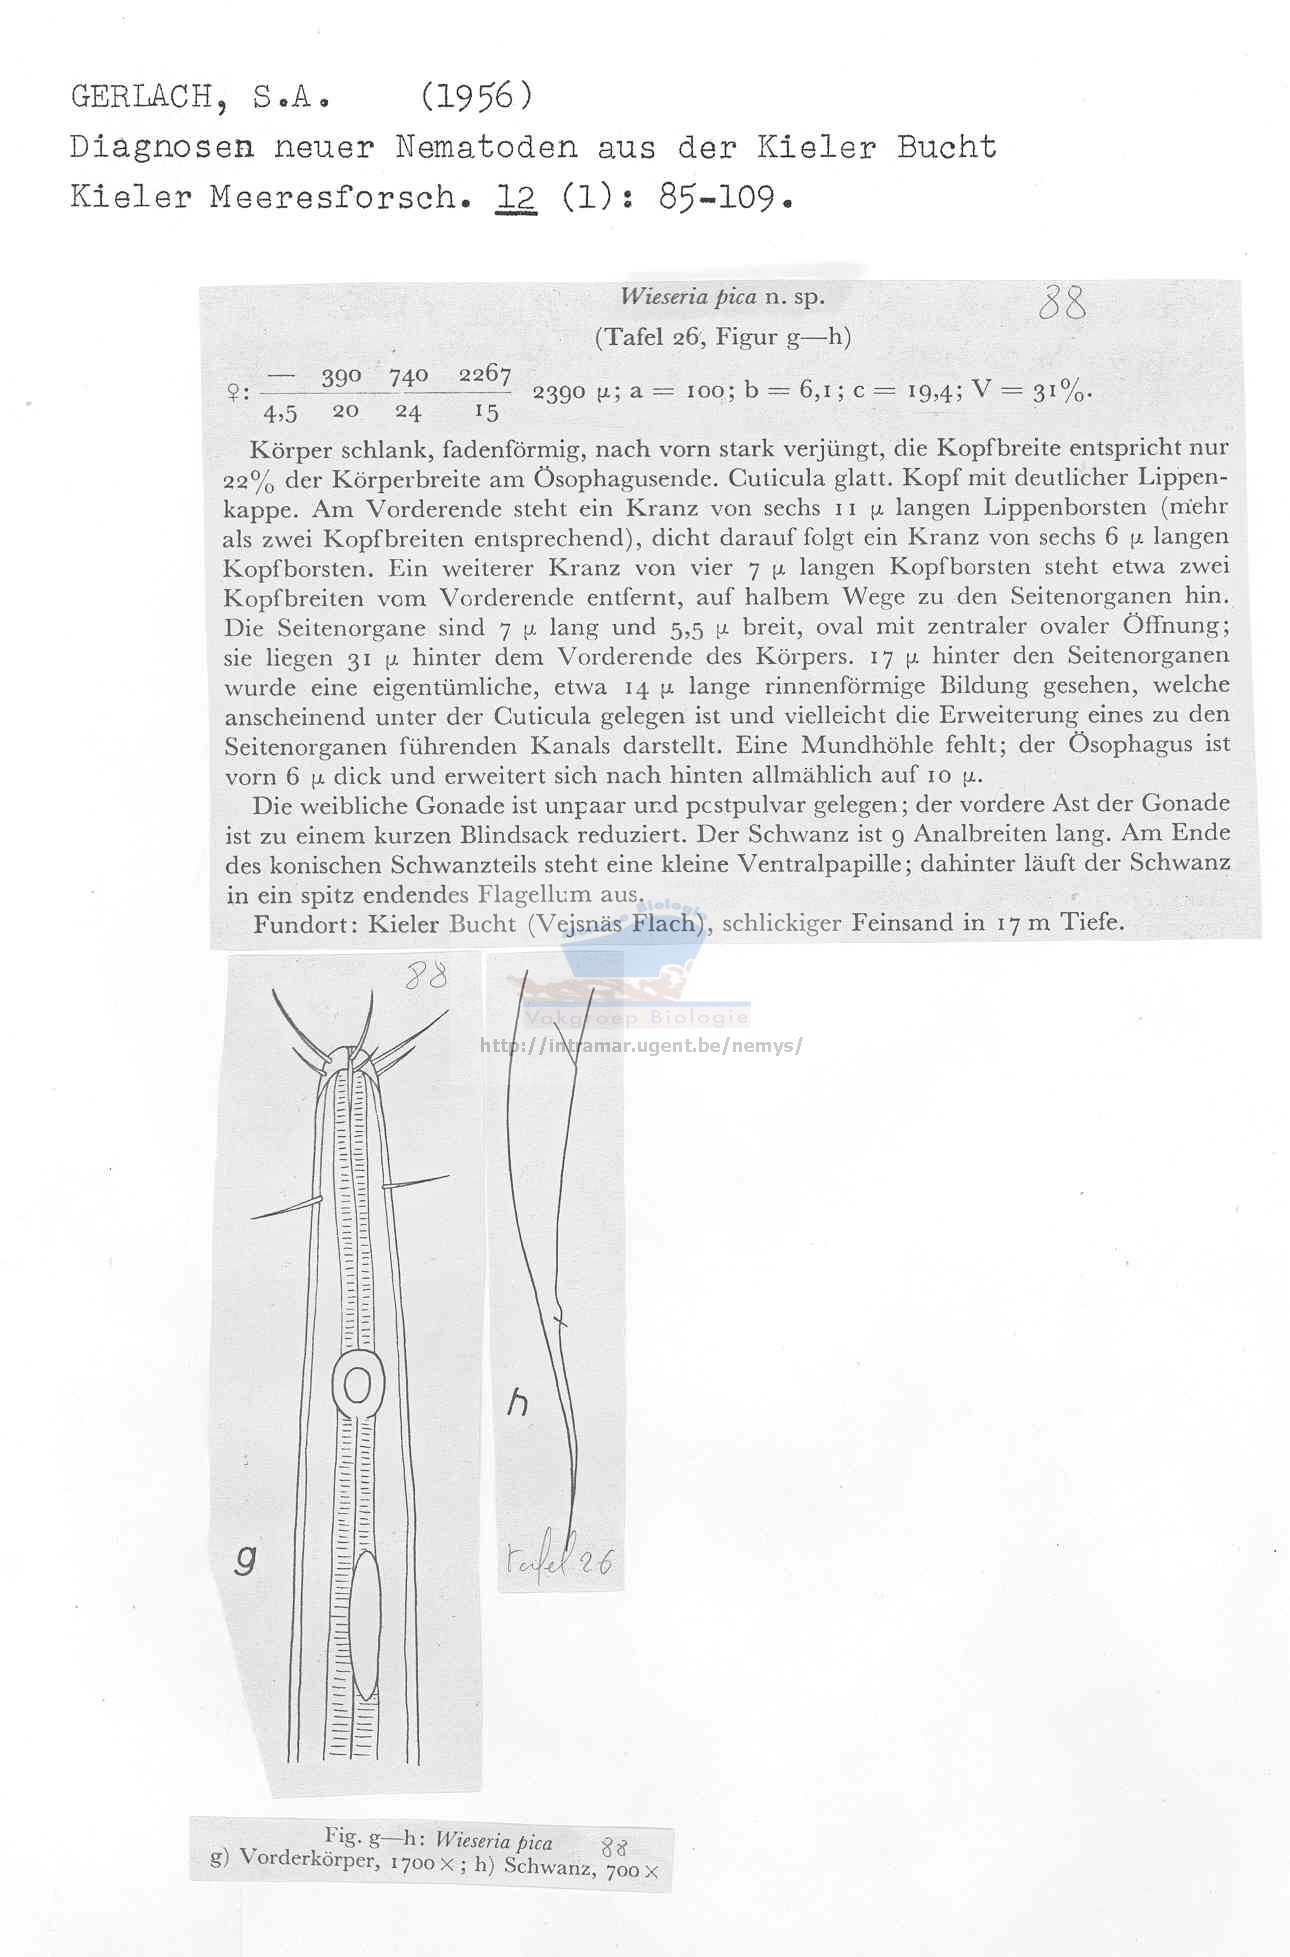 GERLACH, S.A. (1956)
Diagnosen neuer Nematoden aus der Kieler Bucht
Kieler Meeresforsch. 12 (1): 85-109.
Wieseria pica n. sp. 88
(Tafel 26, Figur g—h)
— 390 740 2267
♀: 2390 µ; a = 100; b = 6,1; c = 19,4; V = 31%.
4,5 20 24 15
Körper schlank, fadenförmig, nach vorn stark verjüngt, die Kopfbreite entspricht nur
22% der Körperbreite am Ösophagusende. Cuticula glatt. Kopf mit deutlicher Lippen-
kappe. Am Vorderende steht ein Kranz von sechs 11 µ langen Lippenborsten (mehr
als zwei Kopfbreiten entsprechend), dicht darauf folgt ein Kranz von sechs 6 µ langen
Kopfborsten. Ein weiterer Kranz von vier 7 µ langen Kopfborsten steht etwa zwei
Kopfbreiten vom Vorderende entfernt, auf halbem Wege zu den Seitenorganen hin.
Die Seitenorgane sind 7 µ lang und 5,5 µ breit, oval mit zentraler ovaler Öffnung;
sie liegen 31 µ hinter dem Vorderende des Körpers. 17 µ hinter den Seitenorganen
wurde eine eigentümliche, etwa 14 µ lange rinnenförmige Bildung gesehen, welche
anscheinend unter der Cuticula gelegen ist und vielleicht die Erweiterung eines zu den
Seitenorganen führenden Kanals darstellt. Eine Mundhöhle fehlt; der Ösophagus ist
vorn 6 µ dick und erweitert sich nach hinten allmählich auf 10 µ.
Die weibliche Gonade ist unpaar und postpulvar gelegen; der vordere Ast der Gonade
ist zu einem kurzen Blindsack reduziert. Der Schwanz ist 9 Analbreiten lang. Am Ende
des konischen Schwanzteils steht eine kleine Ventralpapille; dahinter läuft der Schwanz
in ein spitz endendes Flagellum aus.
Fundort: Kieler Bucht (Vejsnäs Flach), schlickiger Feinsand in 17 m Tiefe.
Biologie
88
Vakgroep Biologie
http://intramar.ugent.be/nemys/
h
g
tafel 26
Fig. g—h: Wieseria pica 88
g) Vorderkörper, 1700 ×; h) Schwanz, 700 ×